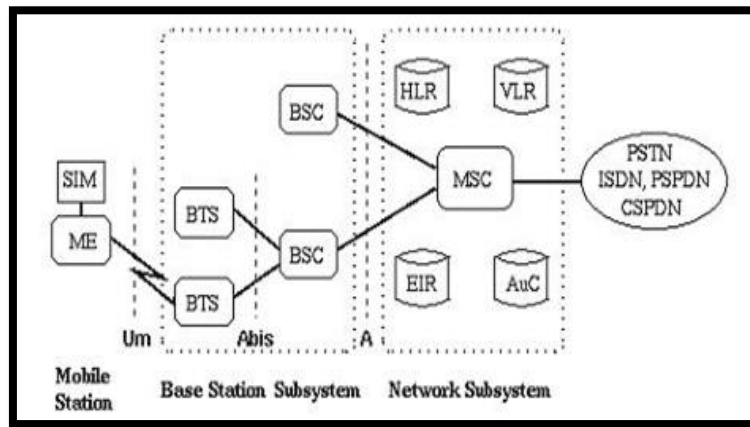 SIM
ME
BTS
BTS
BSC
BSC
HLR
VLR
MSC
EIR
AuC
PSTN
ISDN, PSPDN
CSPDN
Um
Abis
A
Mobile
Station
Base Station Subsystem
Network Subsystem